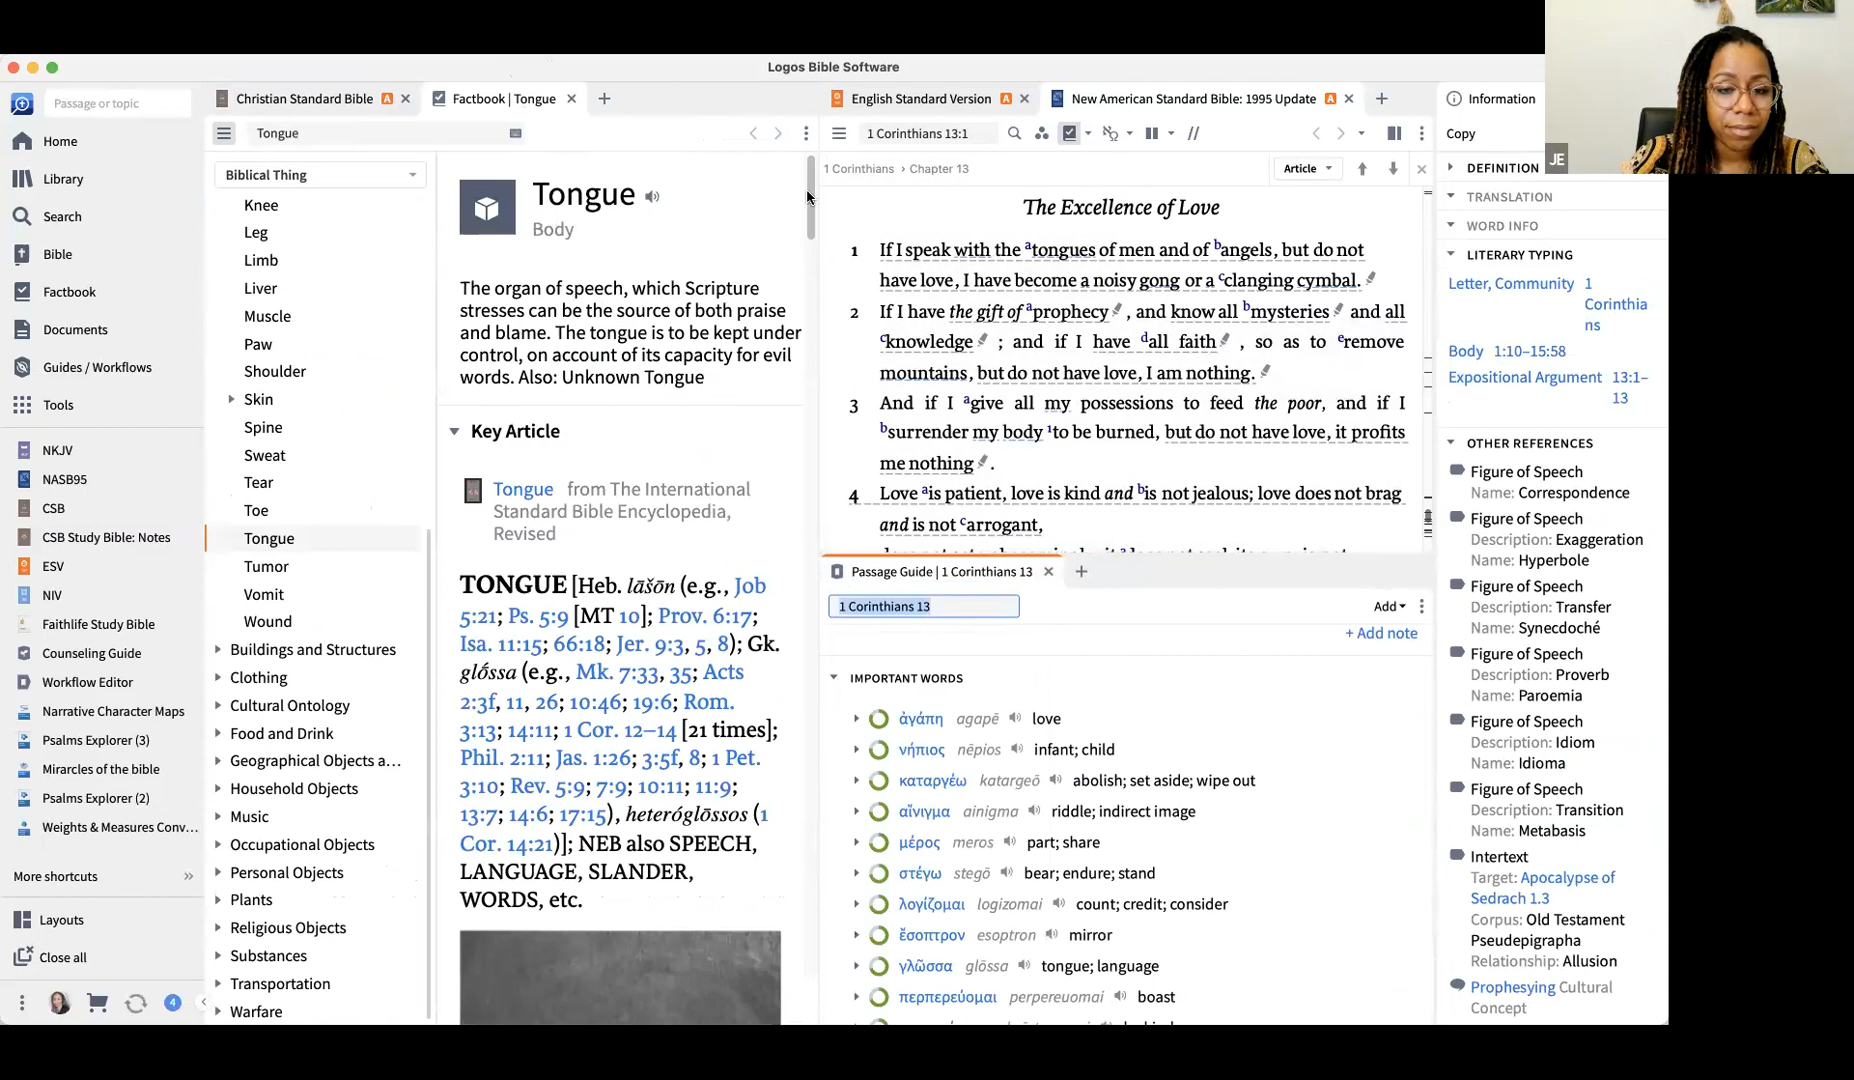 Logos Bible Software
Passage or topic
Home
Library
Search
Bible
Factbook
Documents
Guides / Workflows
Tools
NKJV
NASB95
CSB
CSB Study Bible: Notes
ESV
NIV
Faithlife Study Bible
Counseling Guide
Workflow Editor
Narrative Character Maps
Psalms Explorer (3)
Mirarcles of the bible
Psalms Explorer (2)
Weights & Measures Conv...
More shortcuts
Layouts
Close all
4
Christian Standard Bible A
Factbook | Tongue
Tongue
Biblical Thing
Knee
Leg
Limb
Liver
Muscle
Paw
Shoulder
Skin
Spine
Sweat
Tear
Toe
Tongue
Tumor
Vomit
Wound
Buildings and Structures
Clothing
Cultural Ontology
Food and Drink
Geographical Objects a...
Household Objects
Music
Occupational Objects
Personal Objects
Plants
Religious Objects
Substances
Transportation
Warfare
Tongue
Body
The organ of speech, which Scripture
stresses can be the source of both praise
and blame. The tongue is to be kept under
control, on account of its capacity for evil
words. Also: Unknown Tongue
Key Article
Tongue from The International
Standard Bible Encyclopedia,
Revised
TONGUE [Heb. lāšôn (e.g., Job
5:21; Ps. 5:9 [MT 10]; Prov. 6:17;
Isa. 11:15; 66:18; Jer. 9:3, 5, 8); Gk.
glṓssa (e.g., Mk. 7:33, 35; Acts
2:3f, 11, 26; 10:46; 19:6; Rom.
3:13; 14:11; 1 Cor. 12–14 [21 times];
Phil. 2:11; Jas. 1:26; 3:5f, 8; 1 Pet.
3:10; Rev. 5:9; 7:9; 10:11; 11:9;
13:7; 14:6; 17:15), heteróglōssos (1
Cor. 14:21)]; NEB also SPEECH,
LANGUAGE, SLANDER,
WORDS, etc.
English Standard Version A
New American Standard Bible: 1995 Update A
1 Corinthians 13:1
1 Corinthians › Chapter 13
Article
The Excellence of Love
1 If I speak with the a tongues of men and of b angels, but do not
have love, I have become a noisy gong or a c clanging cymbal.
2 If I have the gift of a prophecy , and know all b mysteries and all
c knowledge ; and if I have d all faith , so as to e remove
mountains, but do not have love, I am nothing.
3 And if I a give all my possessions to feed the poor, and if I
b surrender my body 1 to be burned, but do not have love, it profits
me nothing .
4 Love a is patient, love is kind and b is not jealous; love does not brag
and is not c arrogant,
Passage Guide | 1 Corinthians 13
1 Corinthians 13
Add
+ Add note
IMPORTANT WORDS
ἀγάπη agapē love
νήπιος nēpios infant; child
καταργέω katargeō abolish; set aside; wipe out
αἴνιγμα ainigma riddle; indirect image
μέρος meros part; share
στέγω stegō bear; endure; stand
λογίζομαι logizomai count; credit; consider
ἔσοπτρον esoptron mirror
γλῶσσα glōssa tongue; language
περπερεύομαι perpereuomai boast
Information
Copy
DEFINITION
TRANSLATION
WORD INFO
LITERARY TYPING
Letter, Community 1
Corinthia
ns
Body 1:10–15:58
Expositional Argument 13:1–
13
OTHER REFERENCES
Figure of Speech
Name: Correspondence
Figure of Speech
Description: Exaggeration
Name: Hyperbole
Figure of Speech
Description: Transfer
Name: Synecdoché
Figure of Speech
Description: Proverb
Name: Paroemia
Figure of Speech
Description: Idiom
Name: Idioma
Figure of Speech
Description: Transition
Name: Metabasis
Intertext
Target: Apocalypse of
Sedrach 1.3
Corpus: Old Testament
Pseudepigrapha
Relationship: Allusion
Prophesying Cultural
Concept
JE